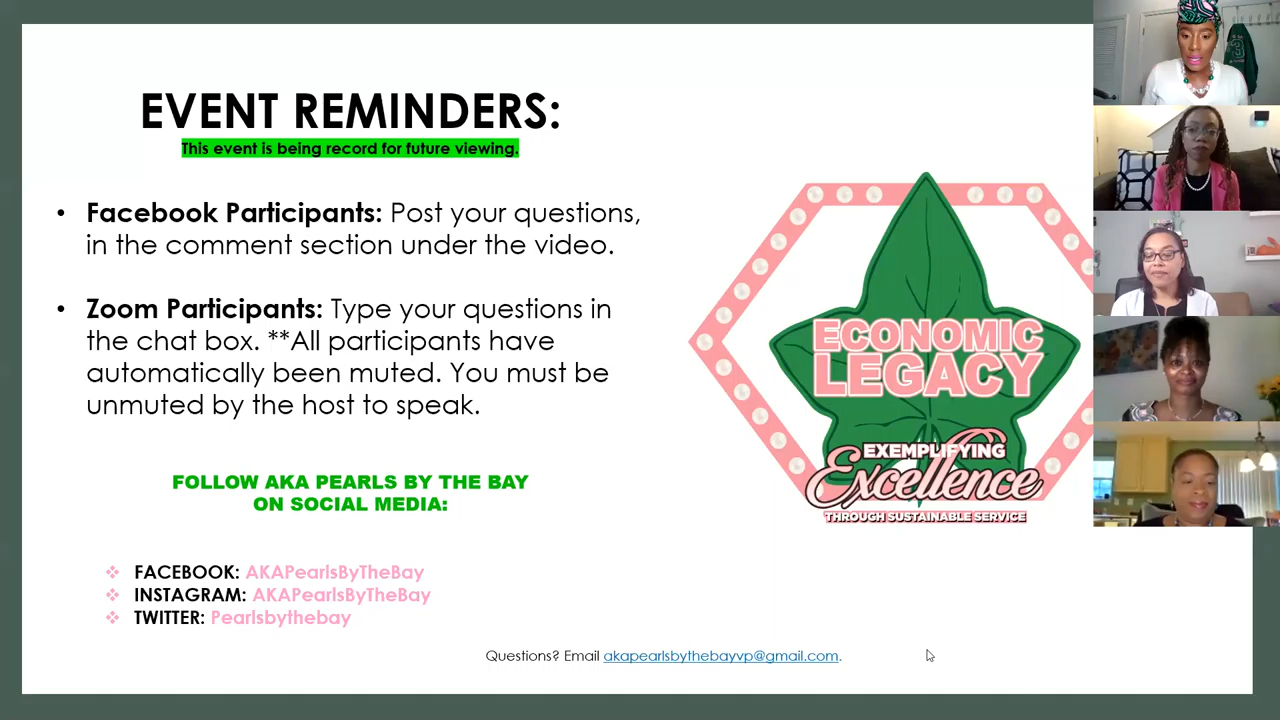 EVENT REMINDERS:
This event is being record for future viewing.
• Facebook Participants: Post your questions,
in the comment section under the video.
• Zoom Participants: Type your questions in
the chat box. **All participants have
automatically been muted. You must be
unmuted by the host to speak.
FOLLOW AKA PEARLS BY THE BAY
ON SOCIAL MEDIA:
❖ FACEBOOK: AKAPearlsByTheBay
❖ INSTAGRAM: AKAPearlsByTheBay
❖ TWITTER: Pearlsbythebay
Questions? Email akapearlsbythebayvp@gmail.com.
ECONOMIC
LEGACY
EXEMPLIFYING
Excellence
THROUGH SUSTAINABLE SERVICE